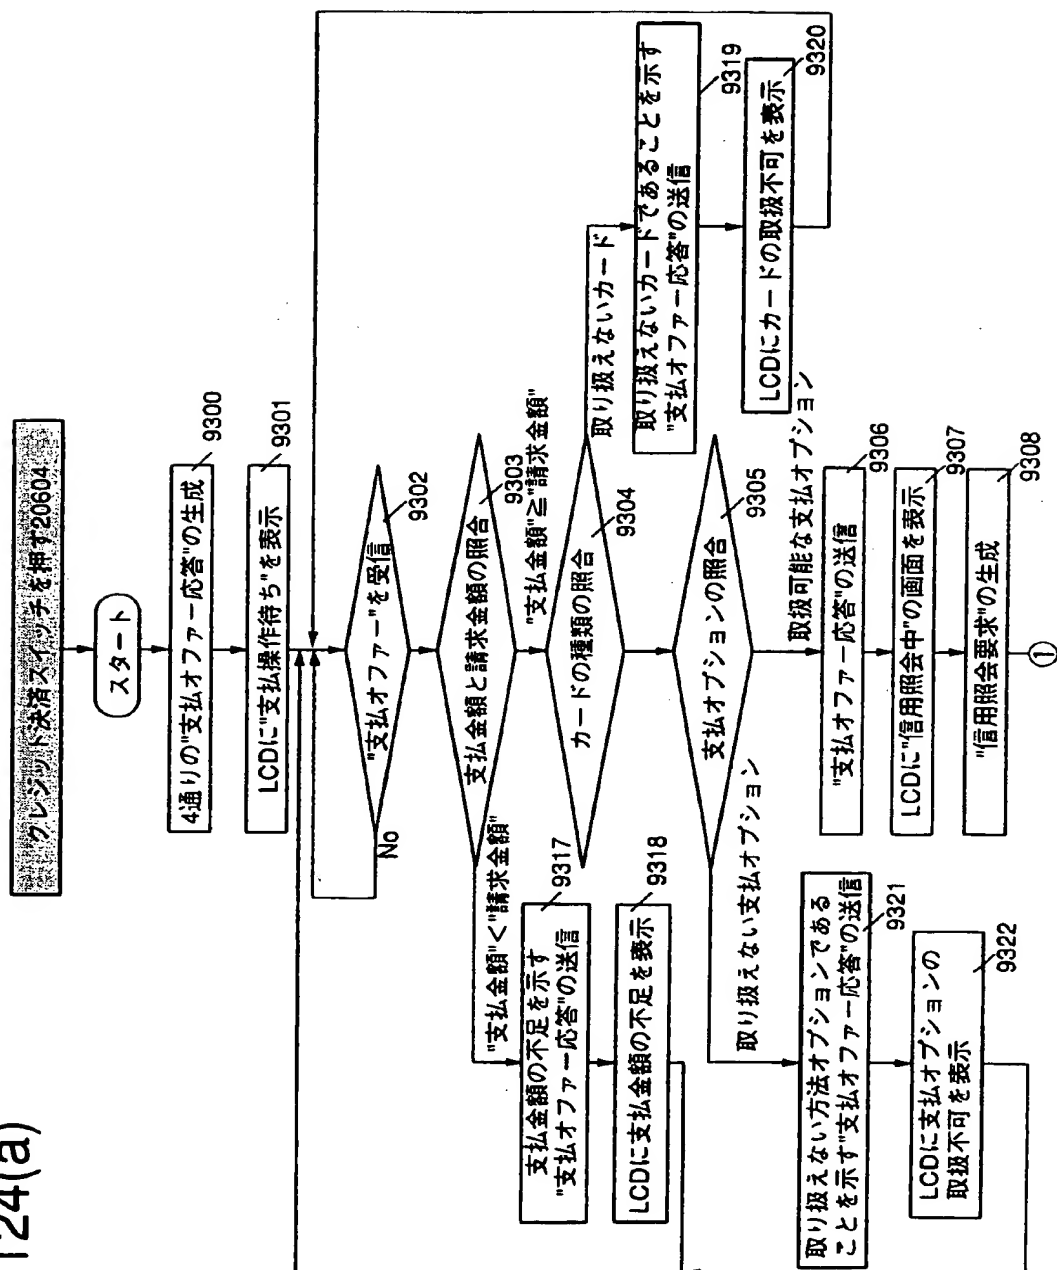 T24(a)
"クレジット決済スイッチを押す20604
スタート
4通りの"支払オファー応答"の生成
9300
LCDに"支払操作待ち"を表示
9301
"支払オファー"を受信
9302
No
支払金額と請求金額の照合
9303
"支払金額"<"請求金額"
"支払金額"≧"請求金額"
支払金額の不足を示す
"支払オファー応答"の送信
9317
LCDに支払金額の不足を表示
9318
カードの種類の照合
9304
取り扱えないカード
取り扱えないカードであることを示す
"支払オファー応答"の送信
9319
LCDにカードの取扱不可を表示
9320
支払オプションの照合
9305
取り扱えない支払オプション
取扱可能な支払オプション
取り扱えない方法オプションである
ことを示す"支払オファー応答"の送信
9321
LCDに支払オプションの
取扱不可を表示
9322
"支払オファー応答"の送信
9306
LCDに"信用照会中"の画面を表示
9307
"信用照会要求"の生成
9308
①